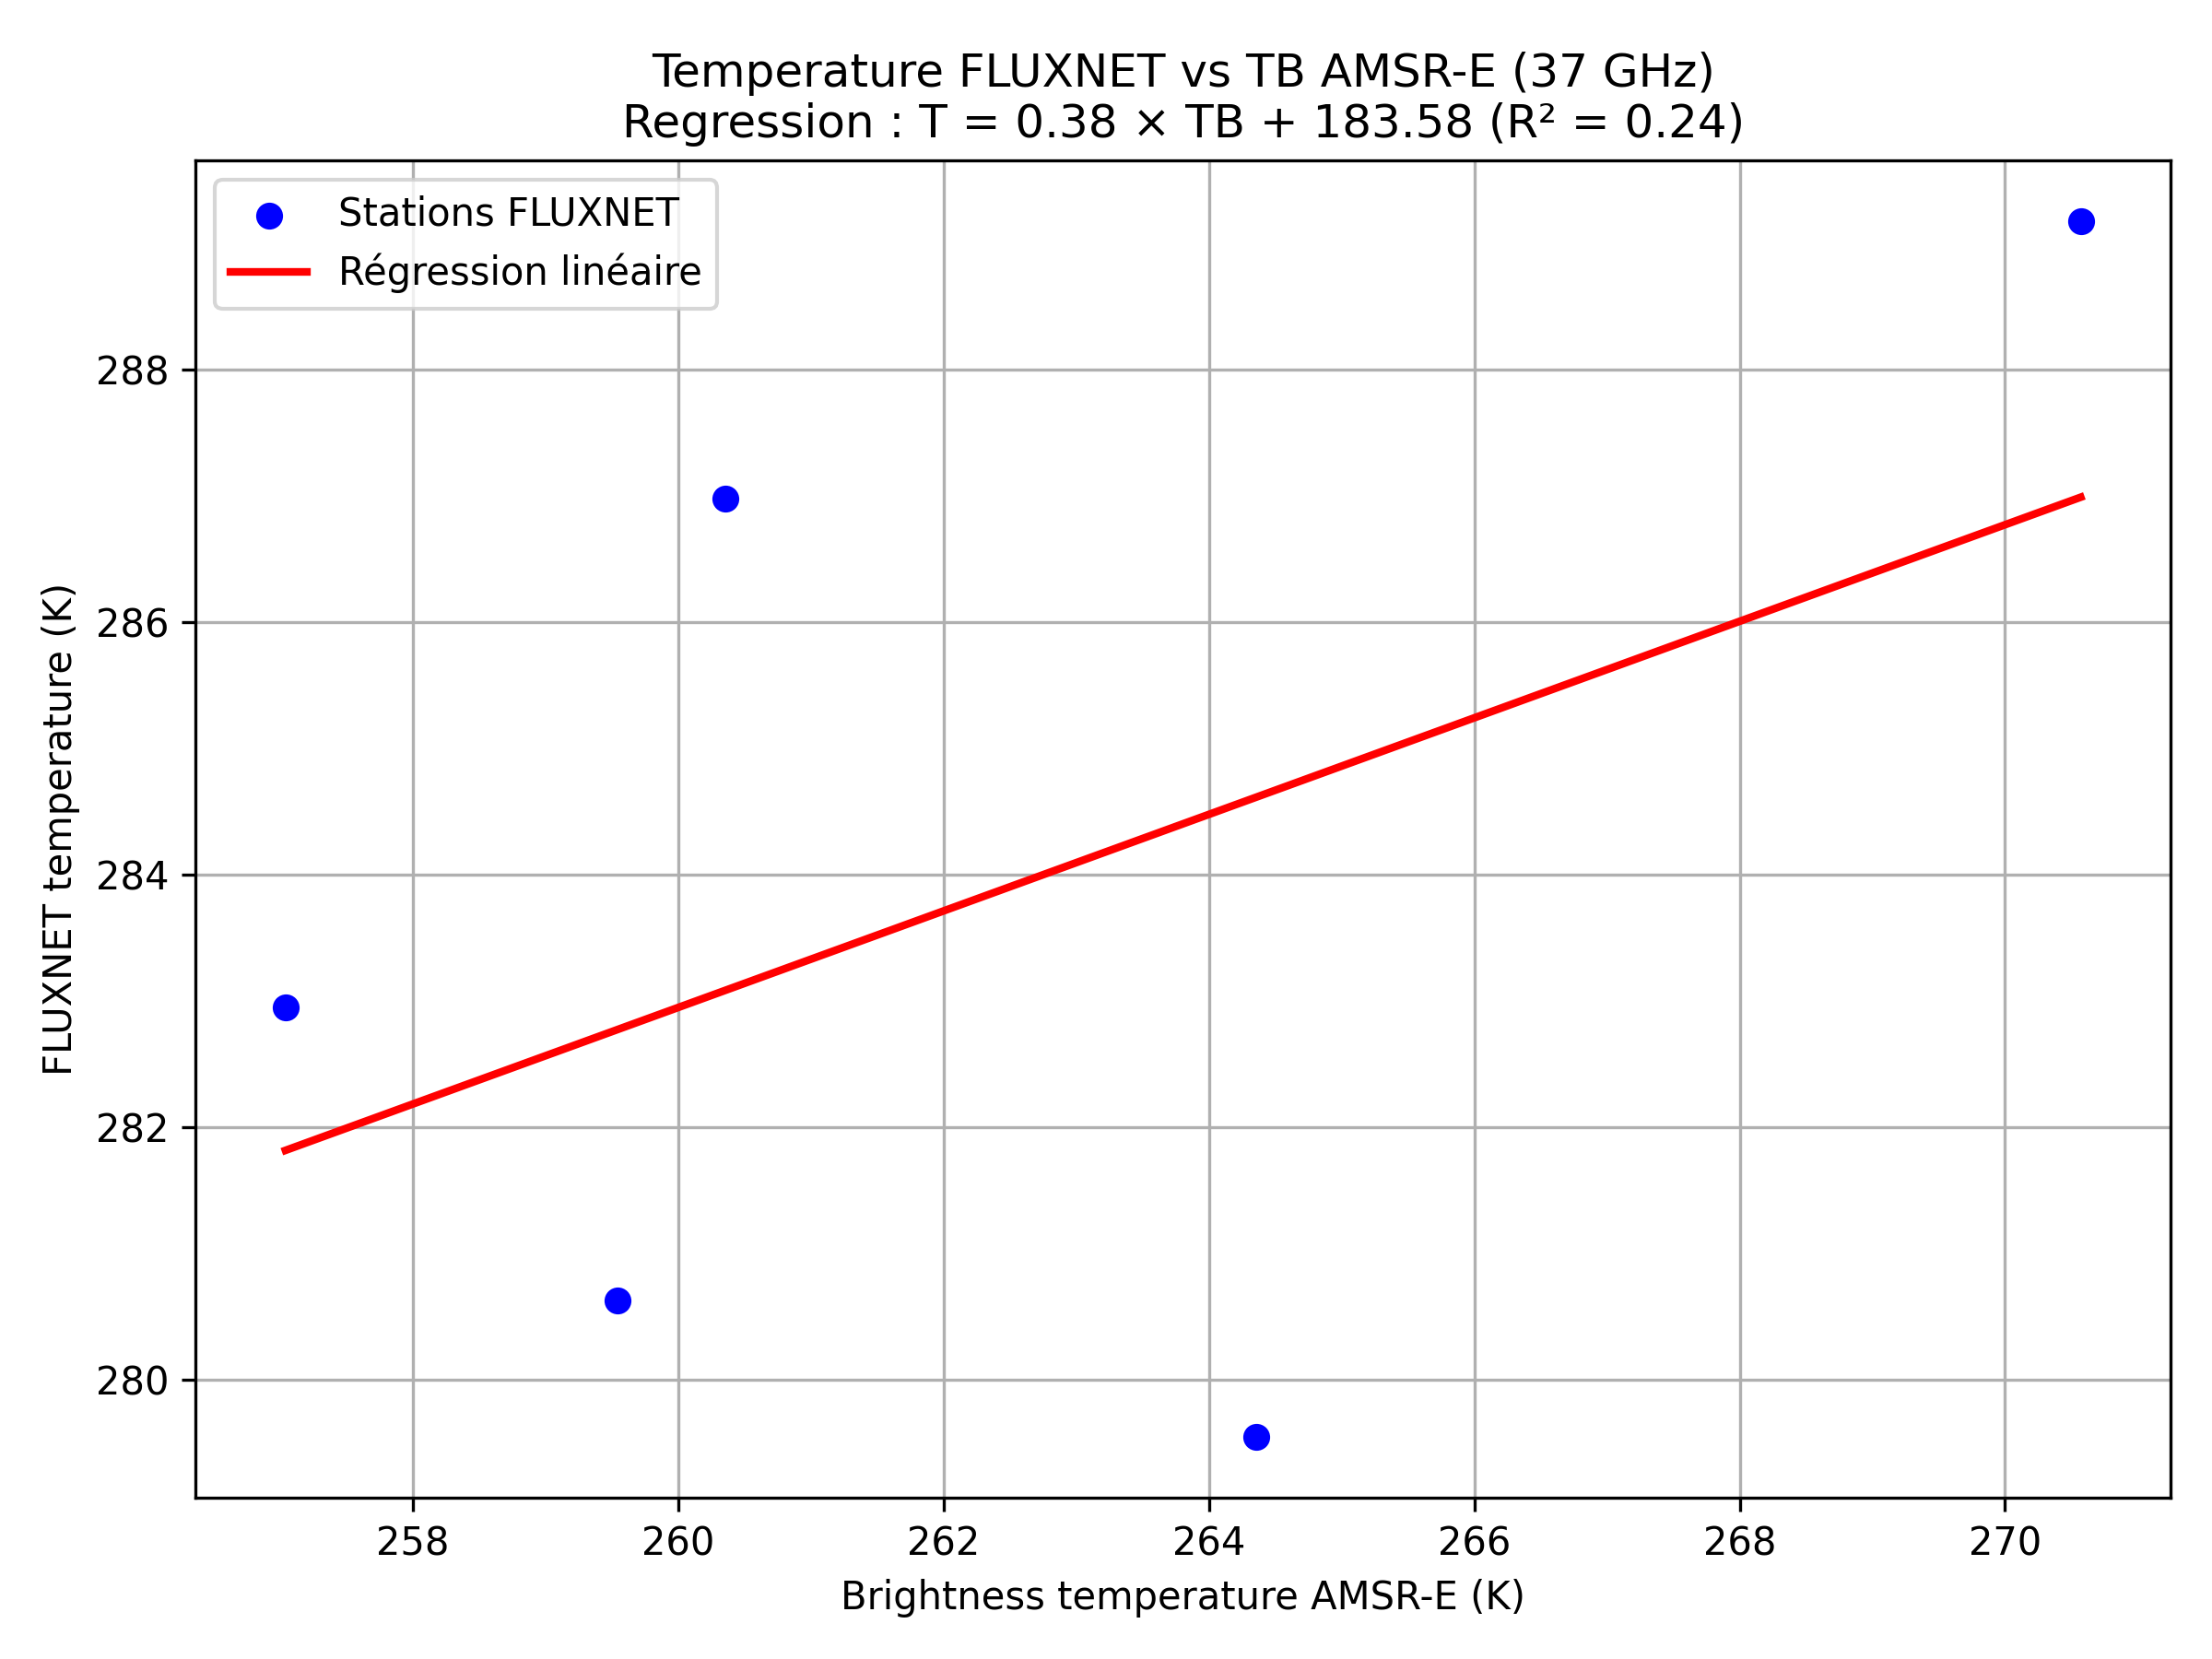 Temperature FLUXNET vs TB AMSR-E (37 GHz)
Regression : T = 0.38 × TB + 183.58 (R² = 0.24)
Stations FLUXNET
Régression linéaire
FLUXNET temperature (K)
288
286
284
282
280
258 260 262 264 266 268 270
Brightness temperature AMSR-E (K)